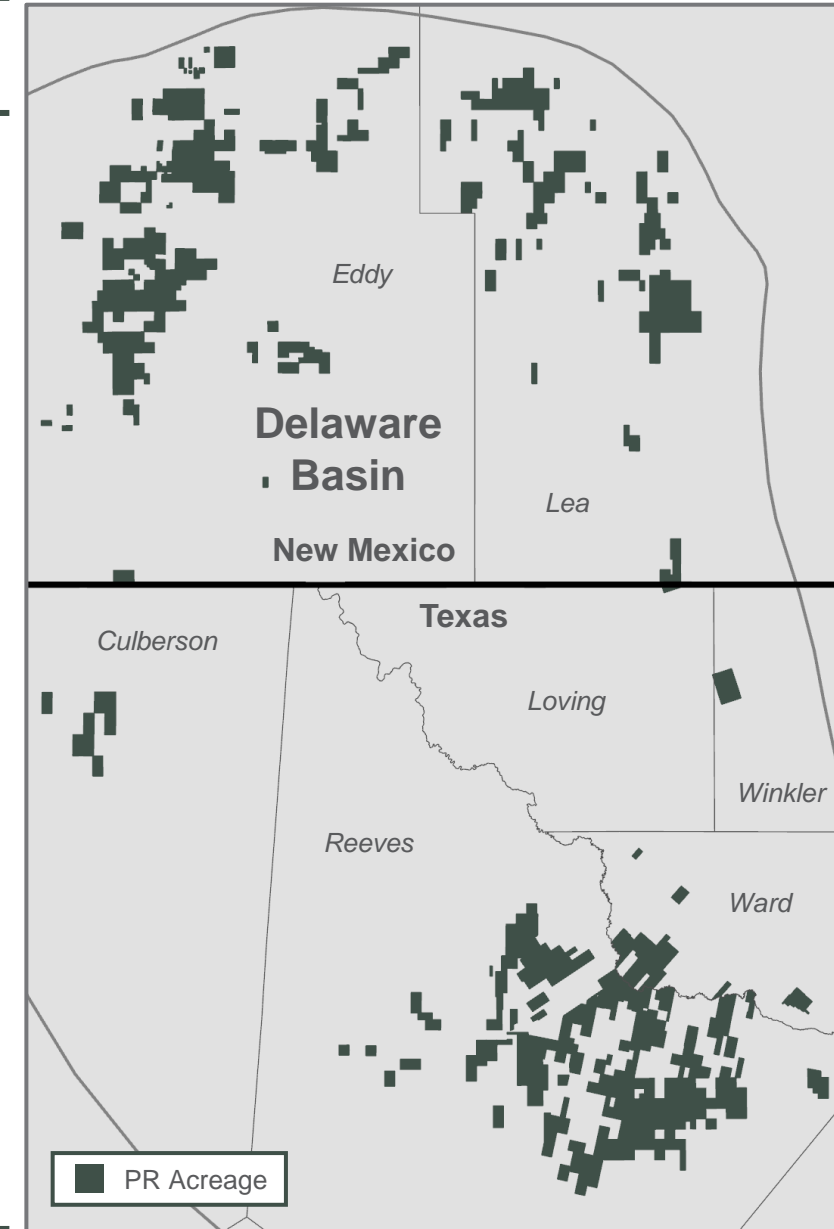 Eddy
Delaware
Basin
Lea
New Mexico
Texas
Culberson
Loving
Winkler
Reeves
Ward
PR Acreage